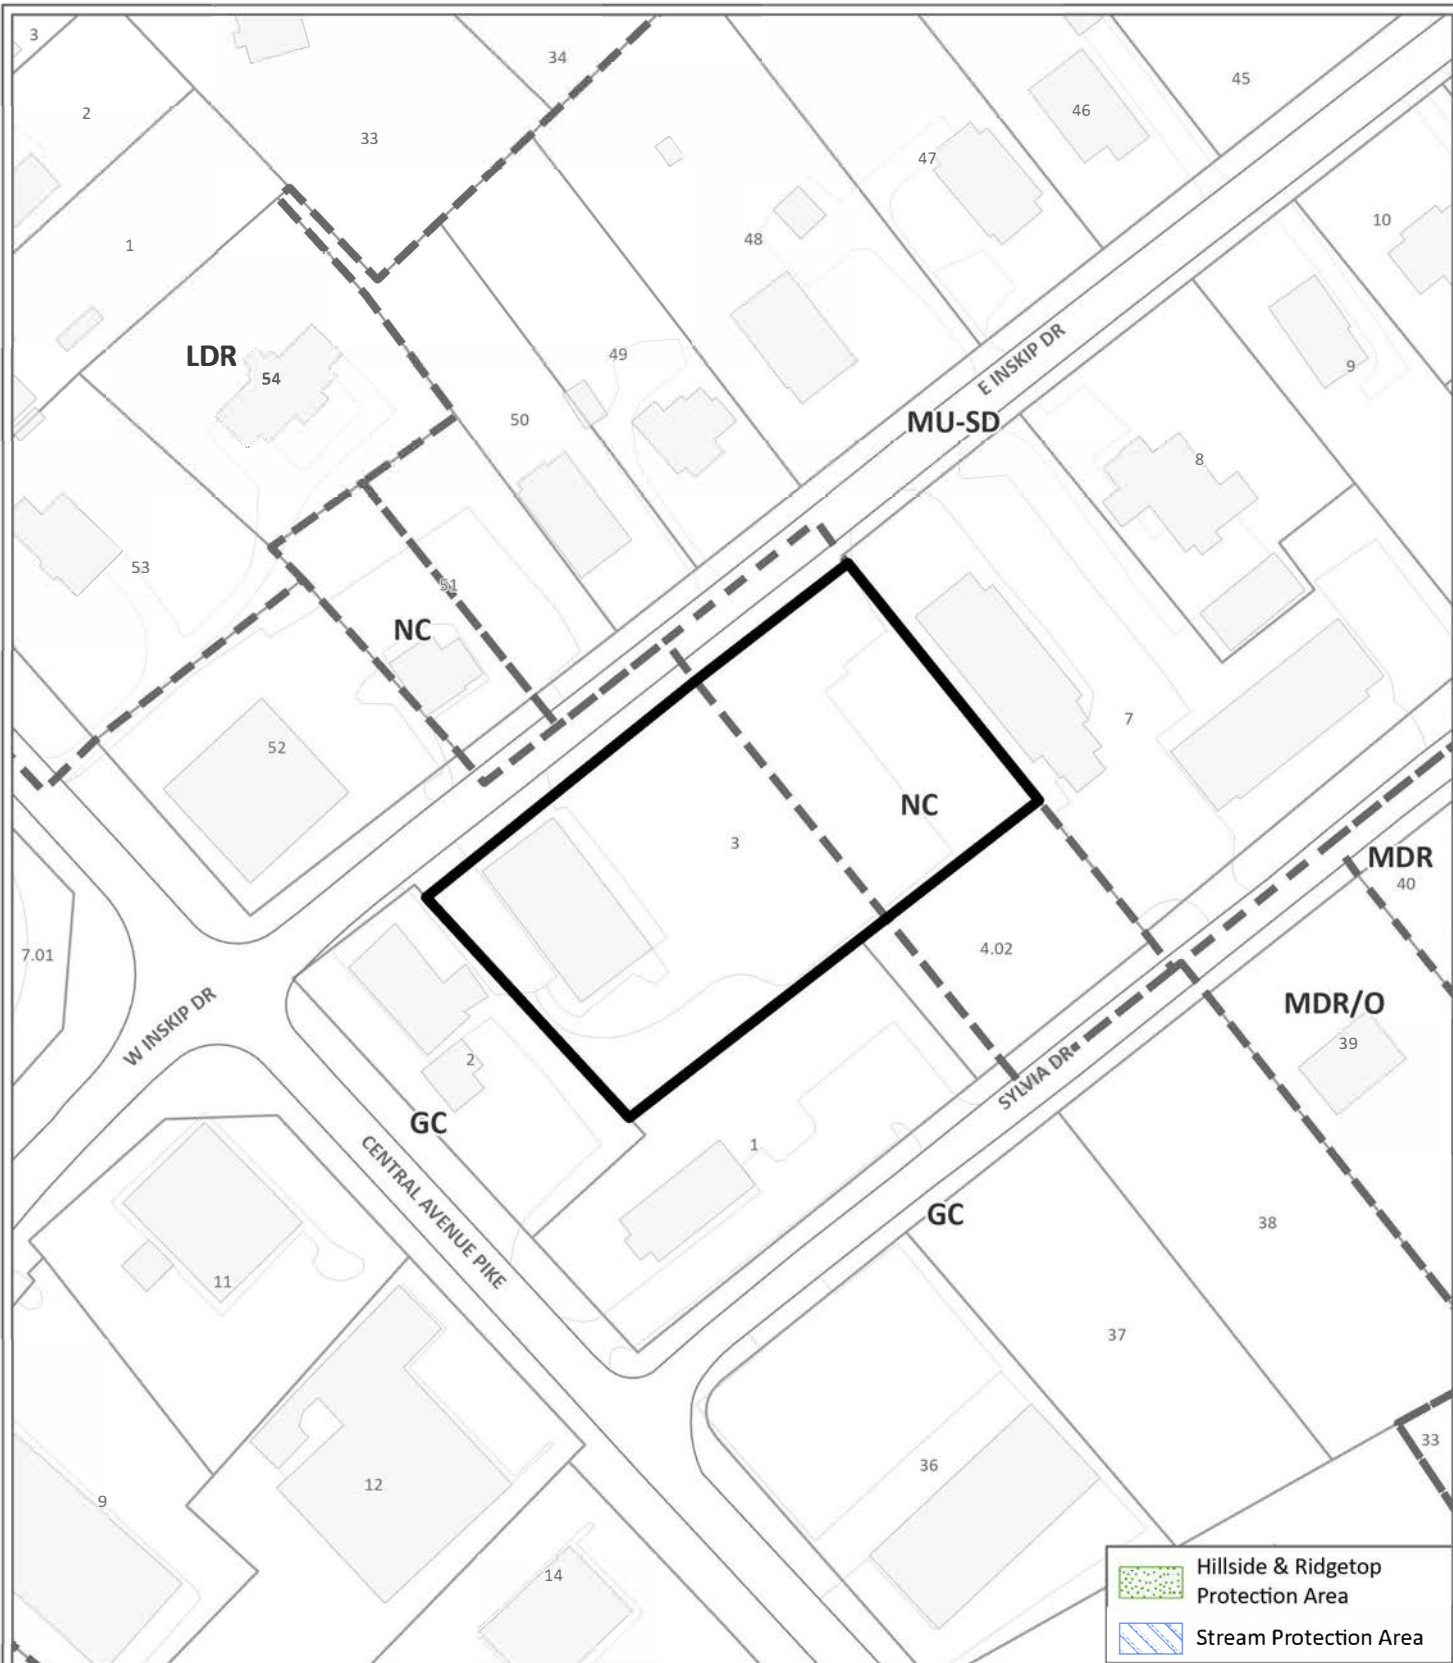 3
34
45
2
46
33
47
10
1
48
E INSKIP DR
LDR
49
9
54
50
MU-SD
8
53
51
NC
7
52
NC
3
MDR
40
7.01
4.02
W INSKIP DR
MDR/O
39
2
SYLVIA DR
GC
1
CENTRAL AVENUE PIKE
GC
38
11
37
33
36
12
9
14
Hillside & Ridgetop
Protection Area
Stream Protection Area